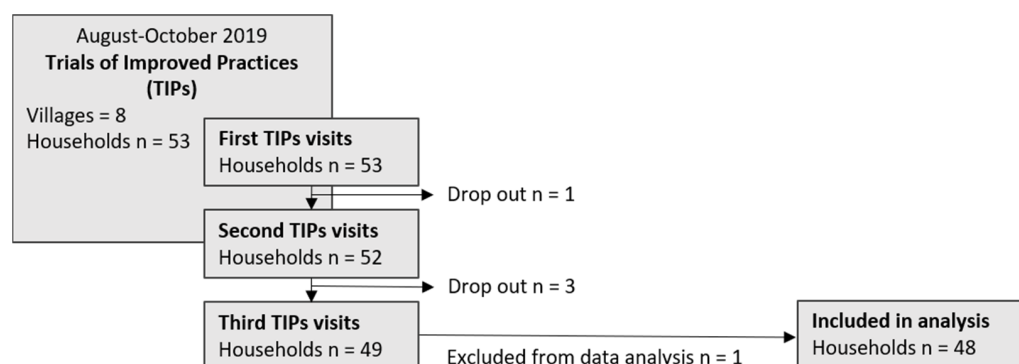 August-October 2019
Trials of Improved Practices
(TIPs)
Villages = 8
Households n = 53
First TIPs visits
Households n = 53
Drop out n = 1
Second TIPs visits
Households n = 52
Drop out n = 3
Third TIPs visits
Households n = 49
Excluded from data analysis n = 1
Included in analysis
Households n = 48